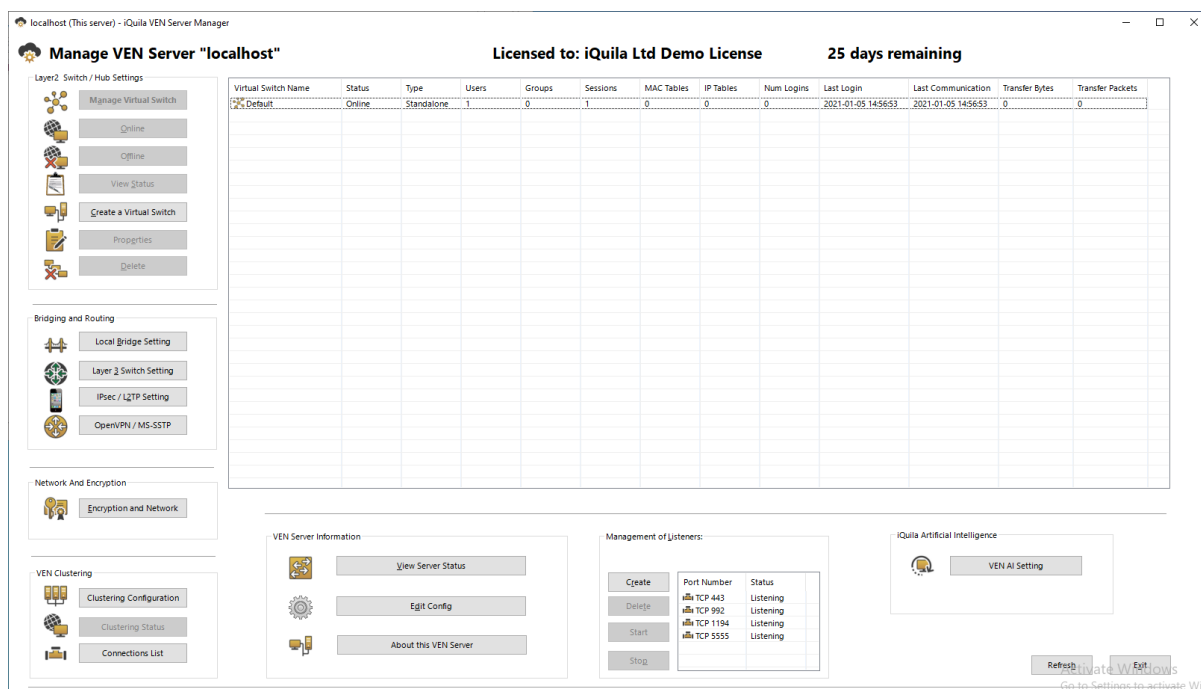 localhost (This server) - iQuila VEN Server Manager
Manage VEN Server "localhost" Licensed to: iQuila Ltd Demo License 25 days remaining
Layer2 Switch / Hub Settings
Manage Virtual Switch
Online
Offline
View Status
Create a Virtual Switch
Properties
Delete
Virtual Switch Name Status Type Users Groups Sessions MAC Tables IP Tables Num Logins Last Login Last Communication Transfer Bytes Transfer Packets
Default Online Standalone 1 0 1 0 0 0 2021-01-05 14:56:53 2021-01-05 14:56:53 0 0
Bridging and Routing
Local Bridge Setting
Layer 3 Switch Setting
IPsec / L2TP Setting
OpenVPN / MS-SSTP
Network And Encryption
Encryption and Network
VEN Clustering
Clustering Configuration
Clustering Status
Connections List
VEN Server Information
View Server Status
Edit Config
About this VEN Server
Management of Listeners:
Create
Delete
Start
Stop
Port Number Status
TCP 443 Listening
TCP 992 Listening
TCP 1194 Listening
TCP 5555 Listening
iQuila Artificial Intelligence
VEN AI Setting
Refresh Exit
Activate Windows
Go to Settings to activate Wi